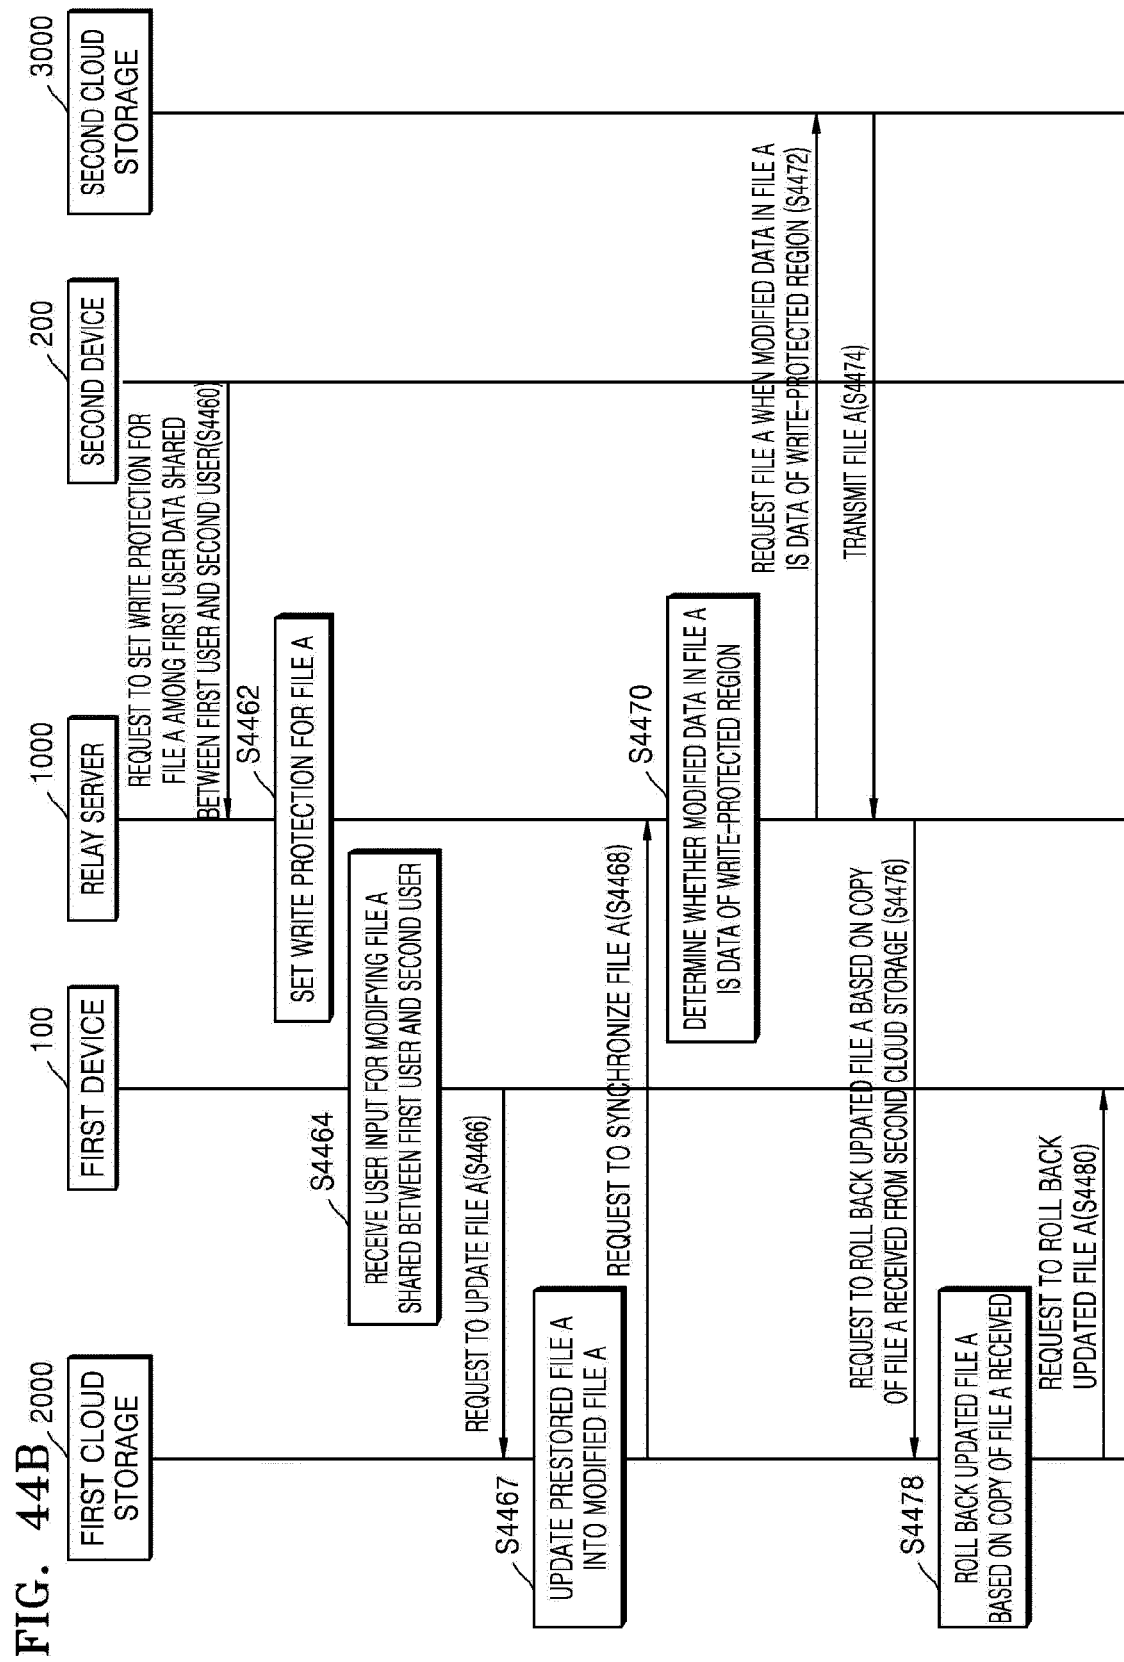 FIG. 44B
2000
FIRST CLOUD
STORAGE
100
FIRST DEVICE
1000
RELAY SERVER
200
SECOND DEVICE
3000
SECOND CLOUD
STORAGE
REQUEST TO SET WRITE PROTECTION FOR
FILE A AMONG FIRST USER DATA SHARED
BETWEEN FIRST USER AND SECOND USER(S4460)
S4462
SET WRITE PROTECTION FOR FILE A
S4464
RECEIVE USER INPUT FOR MODIFYING FILE A
SHARED BETWEEN FIRST USER AND SECOND USER
REQUEST TO UPDATE FILE A(S4466)
S4467
UPDATE PRESTORED FILE A
INTO MODIFIED FILE A
REQUEST TO SYNCHRONIZE FILE A(S4468)
S4470
DETERMINE WHETHER MODIFIED DATA IN FILE A
IS DATA OF WRITE-PROTECTED REGION
REQUEST FILE A WHEN MODIFIED DATA IN FILE A
IS DATA OF WRITE-PROTECTED REGION (S4472)
TRANSMIT FILE A(S4474)
REQUEST TO ROLL BACK UPDATED FILE A BASED ON COPY
OF FILE A RECEIVED FROM SECOND CLOUD STORAGE (S4476)
S4478
ROLL BACK UPDATED FILE A
BASED ON COPY OF FILE A RECEIVED
REQUEST TO ROLL BACK
UPDATED FILE A(S4480)